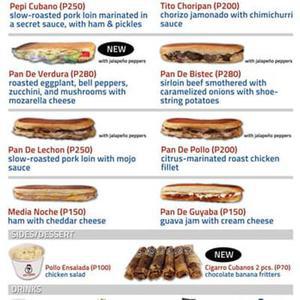 Pepi Cubano (P250)
slow-roasted pork loin marinated in
a secret sauce, with ham & pickles
Tito Choripan (P200)
chorizo jamonado with chimichurri
sauce
NEW
with jalapeño peppers
with jalapeño peppers
Pan De Verdura (P280)
roasted eggplant, bell peppers,
zucchini, and mushrooms with
mozarella cheese
Pan De Bistec (P280)
sirloin beef smothered with
caramelized onions with shoe-
string potatoes
with jalapeño peppers
with jalapeño peppers
Pan De Lechon (P250)
slow-roasted pork loin with mojo
sauce
Pan De Pollo (P200)
citrus-marinated roast chicken
fillet
Media Noche (P150)
ham with cheddar cheese
Pan De Guyaba (P150)
guava jam with cream cheese
SIDES/DESSERT
Pollo Ensalada (P100)
chicken salad
NEW
Cigarro Cubanos 2 pcs. (P70)
chocolate banana fritters
DRINKS